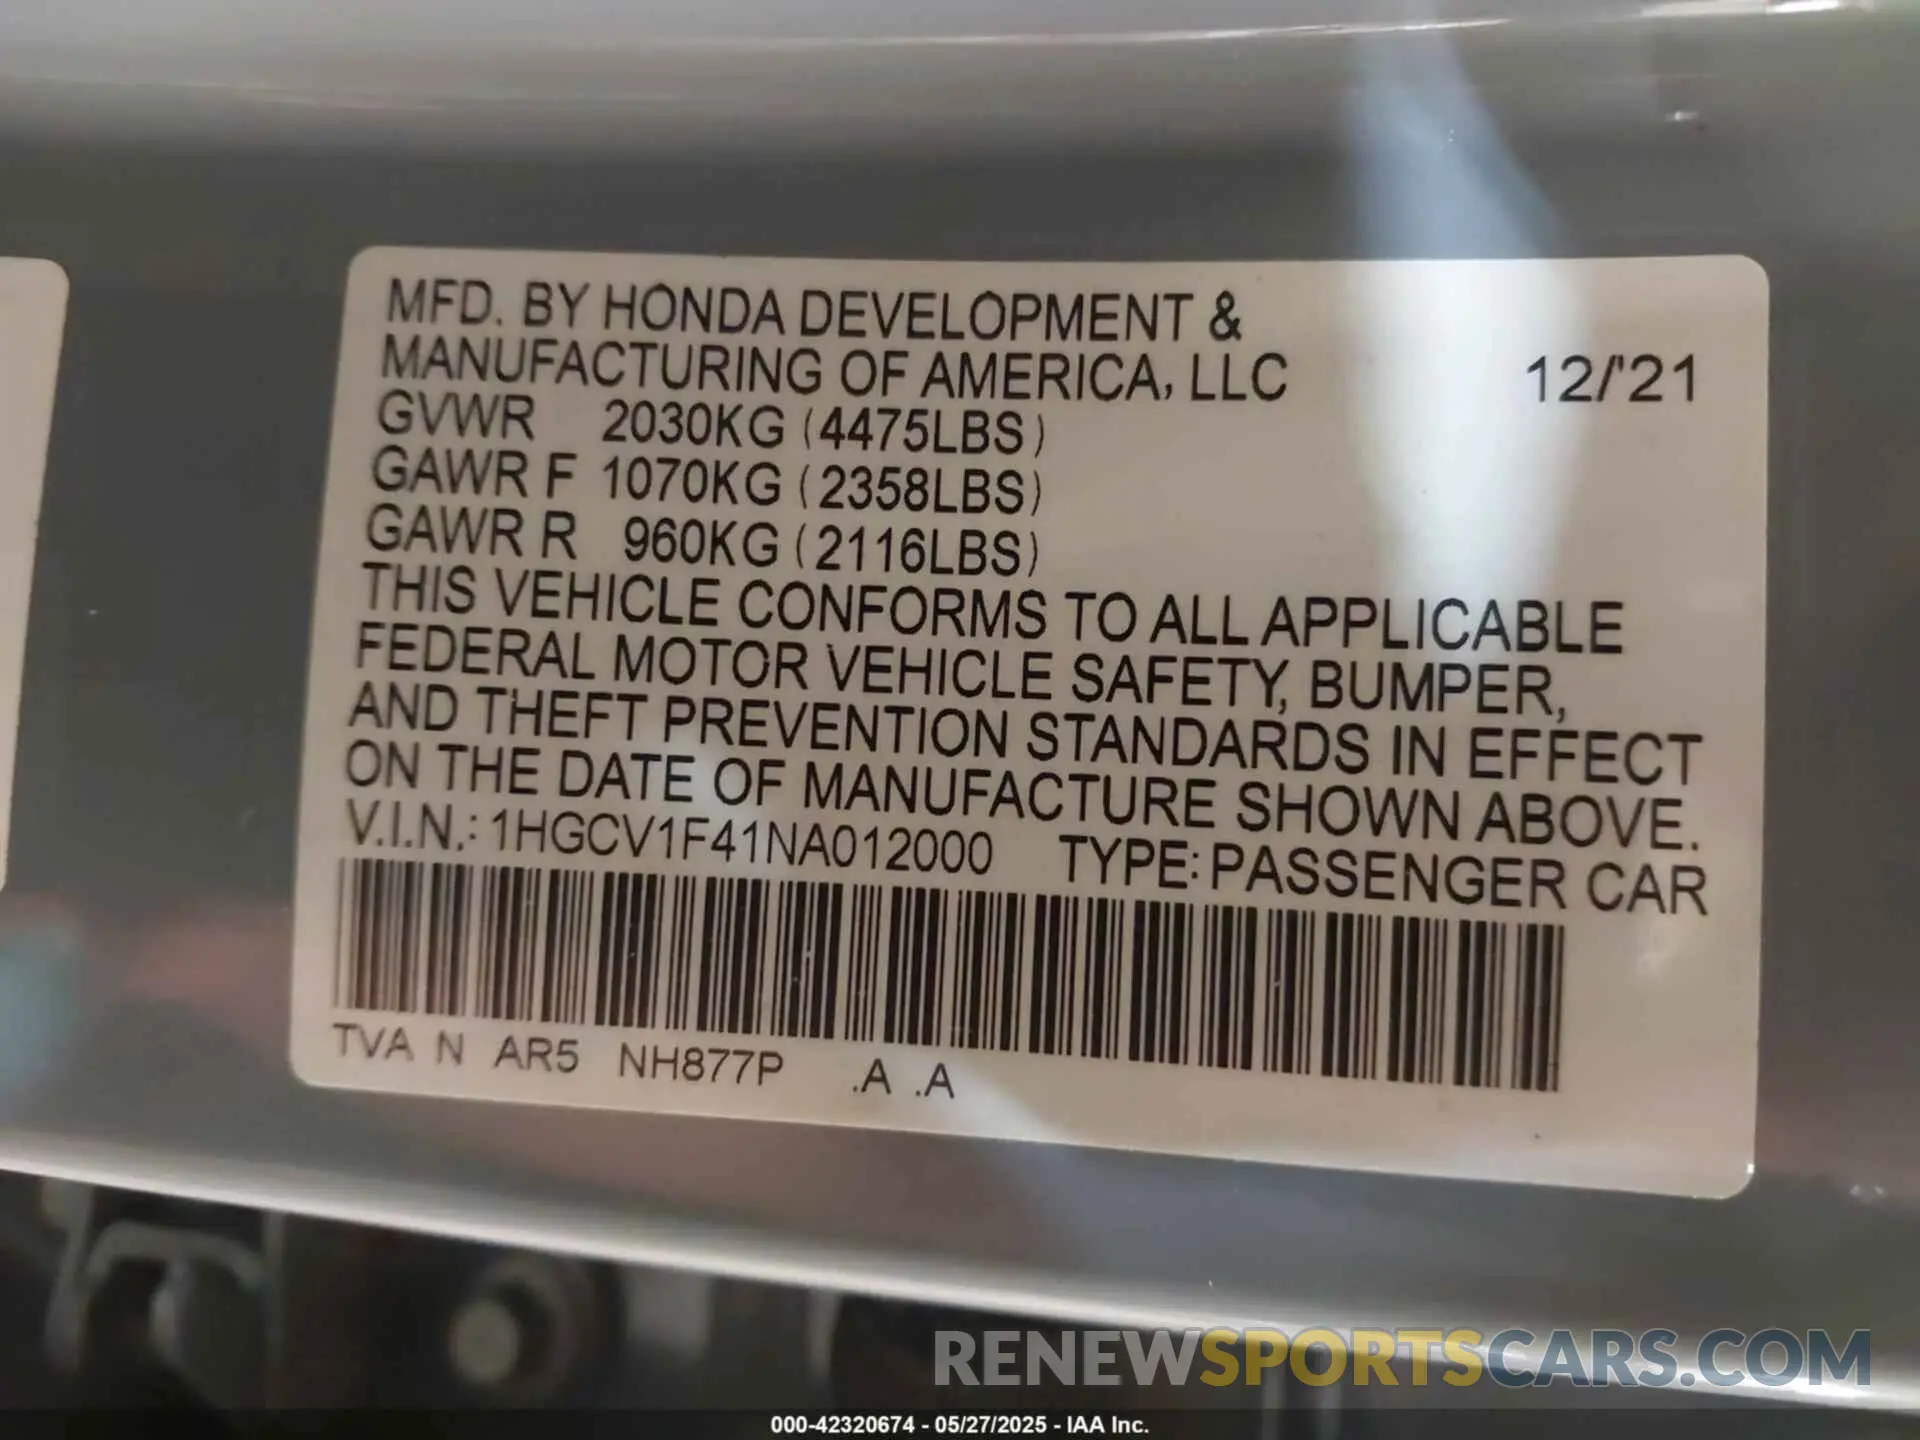 MFD. BY HONDA DEVELOPMENT &
MANUFACTURING OF AMERICA, LLC 12/'21
GVWR 2030KG (4475LBS)
GAWR F 1070KG (2358LBS)
GAWR R 960KG (2116LBS)
THIS VEHICLE CONFORMS TO ALL APPLICABLE
FEDERAL MOTOR VEHICLE SAFETY, BUMPER,
AND THEFT PREVENTION STANDARDS IN EFFECT
ON THE DATE OF MANUFACTURE SHOWN ABOVE.
V.I.N.: 1HGCV1F41NA012000 TYPE: PASSENGER CAR
TVA N AR5 NH877P .A .A
RENEWSPORTSCARS.COM
000-42320674 - 05/27/2025 - IAA Inc.